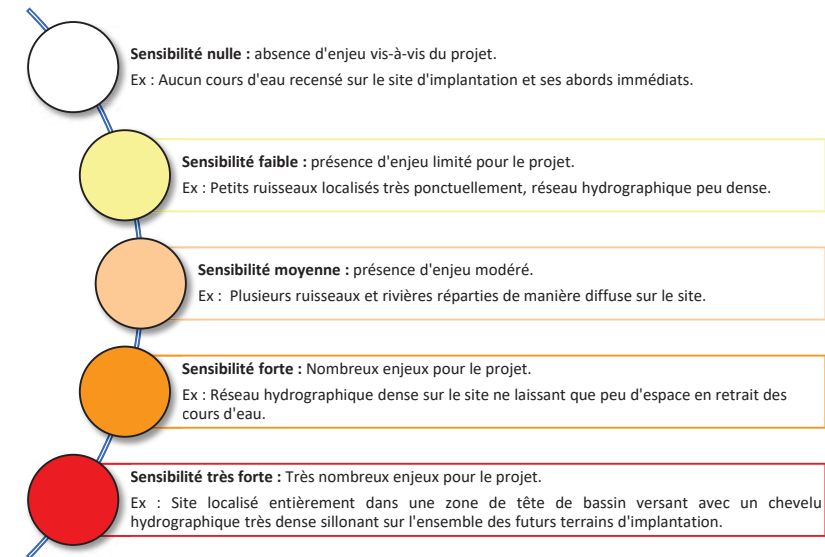 Sensibilité nulle : absence d'enjeu vis-à-vis du projet.
Ex : Aucun cours d'eau recensé sur le site d'implantation et ses abords immédiats.
Sensibilité faible : présence d'enjeu limité pour le projet.
Ex : Petits ruisseaux localisés très ponctuellement, réseau hydrographique peu dense.
Sensibilité moyenne : présence d'enjeu modéré.
Ex : Plusieurs ruisseaux et rivières réparties de manière diffuse sur le site.
Sensibilité forte : Nombreux enjeux pour le projet.
Ex : Réseau hydrographique dense sur le site ne laissant que peu d'espace en retrait des
cours d'eau.
Sensibilité très forte : Très nombreux enjeux pour le projet.
Ex : Site localisé entièrement dans une zone de tête de bassin versant avec un chevelu
hydrographique très dense sillonant sur l'ensemble des futurs terrains d'implantation.